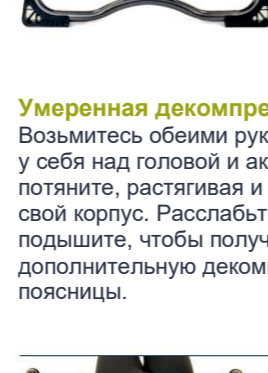 Умеренная декомпре
Возьмитесь обеими рук
у себя над головой и ак
потяните, растягивая и
свой корпус. Расслабьт
подышите, чтобы получ
дополнительную деком
поясницы.